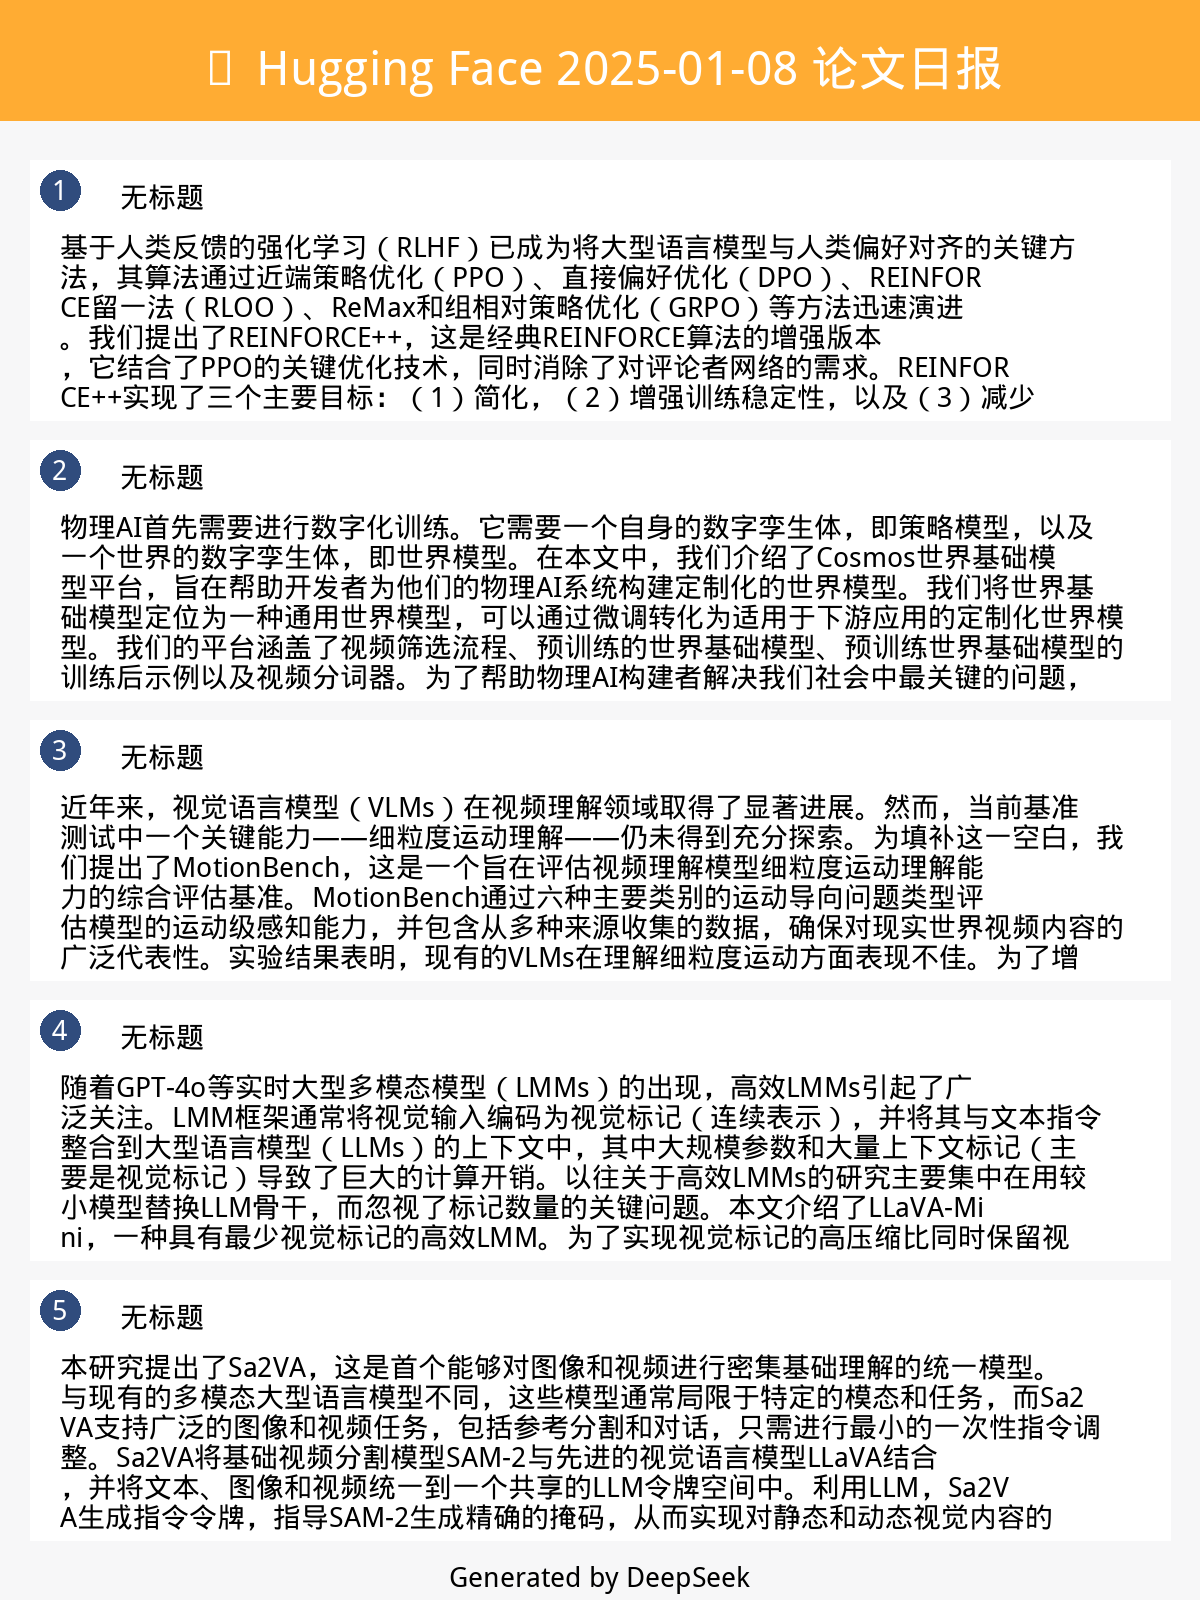 Hugging Face 2025-01-08 论文日报
1
无标题
基于人类反馈的强化学习（RLHF）已成为将大型语言模型与人类偏好对齐的关键方
法，其算法通过近端策略优化（PPO）、直接偏好优化（DPO）、REINFOR
CE留一法（RLOO）、ReMax和组相对策略优化（GRPO）等方法迅速演进
。我们提出了REINFORCE++，这是经典REINFORCE算法的增强版本
，它结合了PPO的关键优化技术，同时消除了对评论者网络的需求。REINFOR
CE++实现了三个主要目标：（1）简化，（2）增强训练稳定性，以及（3）减少
2
无标题
物理AI首先需要进行数字化训练。它需要一个自身的数字孪生体，即策略模型，以及
一个世界的数字孪生体，即世界模型。在本文中，我们介绍了Cosmos世界基础模
型平台，旨在帮助开发者为他们的物理AI系统构建定制化的世界模型。我们将世界基
础模型定位为一种通用世界模型，可以通过微调转化为适用于下游应用的定制化世界模
型。我们的平台涵盖了视频筛选流程、预训练的世界基础模型、预训练世界基础模型的
训练后示例以及视频分词器。为了帮助物理AI构建者解决我们社会中最关键的问题，
3
无标题
近年来，视觉语言模型（VLMs）在视频理解领域取得了显著进展。然而，当前基准
测试中一个关键能力——细粒度运动理解——仍未得到充分探索。为填补这一空白，我
们提出了MotionBench，这是一个旨在评估视频理解模型细粒度运动理解能
力的综合评估基准。MotionBench通过六种主要类别的运动导向问题类型评
估模型的运动级感知能力，并包含从多种来源收集的数据，确保对现实世界视频内容的
广泛代表性。实验结果表明，现有的VLMs在理解细粒度运动方面表现不佳。为了增
4
无标题
随着GPT-4o等实时大型多模态模型（LMMs）的出现，高效LMMs引起了广
泛关注。LMM框架通常将视觉输入编码为视觉标记（连续表示），并将其与文本指令
整合到大型语言模型（LLMs）的上下文中，其中大规模参数和大量上下文标记（主
要是视觉标记）导致了巨大的计算开销。以往关于高效LMMs的研究主要集中在用较
小模型替换LLM骨干，而忽视了标记数量的关键问题。本文介绍了LLaVA-Mi
ni，一种具有最少视觉标记的高效LMM。为了实现视觉标记的高压缩比同时保留视
5
无标题
本研究提出了Sa2VA，这是首个能够对图像和视频进行密集基础理解的统一模型。
与现有的多模态大型语言模型不同，这些模型通常局限于特定的模态和任务，而Sa2
VA支持广泛的图像和视频任务，包括参考分割和对话，只需进行最小的一次性指令调
整。Sa2VA将基础视频分割模型SAM-2与先进的视觉语言模型LLaVA结合
，并将文本、图像和视频统一到一个共享的LLM令牌空间中。利用LLM，Sa2V
A生成指令令牌，指导SAM-2生成精确的掩码，从而实现对静态和动态视觉内容的
Generated by DeepSeek